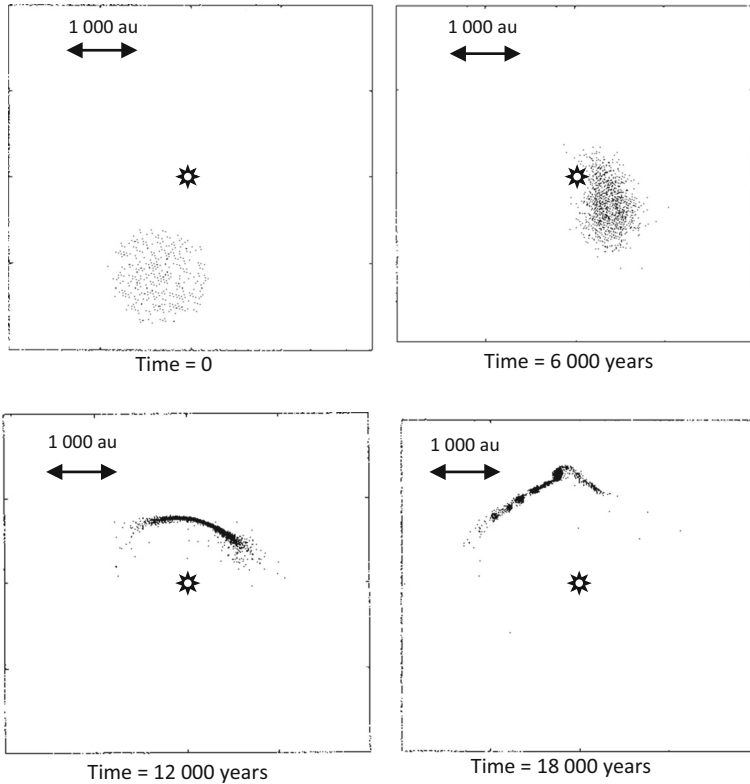 1 000 au
1 000 au
Time = 0
Time = 6 000 years
1 000 au
1 000 au
Time = 12 000 years
Time = 18 000 years